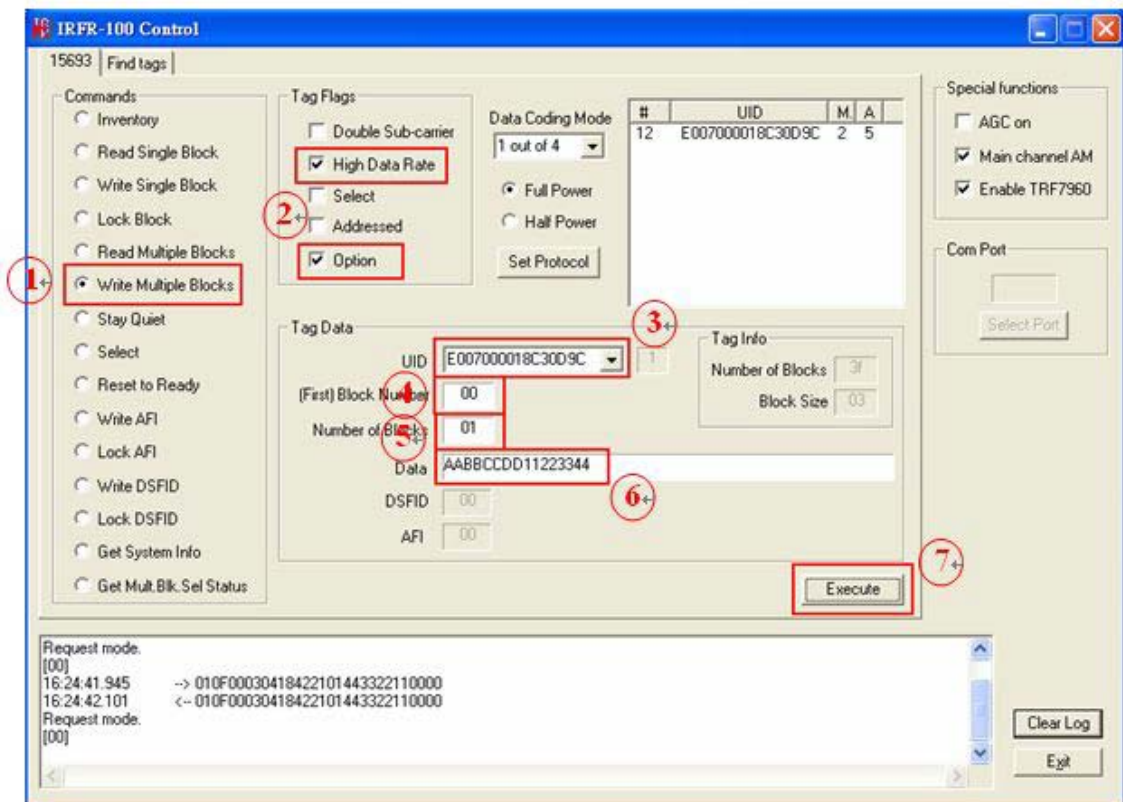 IRFR-100 Control
15693 Find tags
Commands
Inventory
Read Single Block
Write Single Block
Lock Block
Read Multiple Blocks
1 Write Multiple Blocks
Stay Quiet
Select
Reset to Ready
Write AFI
Lock AFI
Write DSFID
Lock DSFID
Get System Info
Get Mult.Blk.Sel Status
Tag Flags
Double Sub-carrier
High Data Rate
Select
2
Addressed
Option
Data Coding Mode
1 out of 4
Full Power
Half Power
Set Protocol
# UID M. A
12 E007000018C30D9C 2 5
Special functions
AGC on
Main channel AM
Enable TRF7960
Com Port
Select Port
Tag Data
3
UID E007000018C30D9C 1
4
(First) Block Number 00
5
Number of Blocks 01
Data AABBCCDD11223344
6
DSFID 00
AFI 00
Tag Info
Number of Blocks 3f
Block Size 03
7
Execute
Request mode.
[00]
16:24:41.945 --> 010F00030418422101443322110000
16:24:42.101 <-- 010F00030418422101443322110000
Request mode.
[00]
Clear Log
Exit